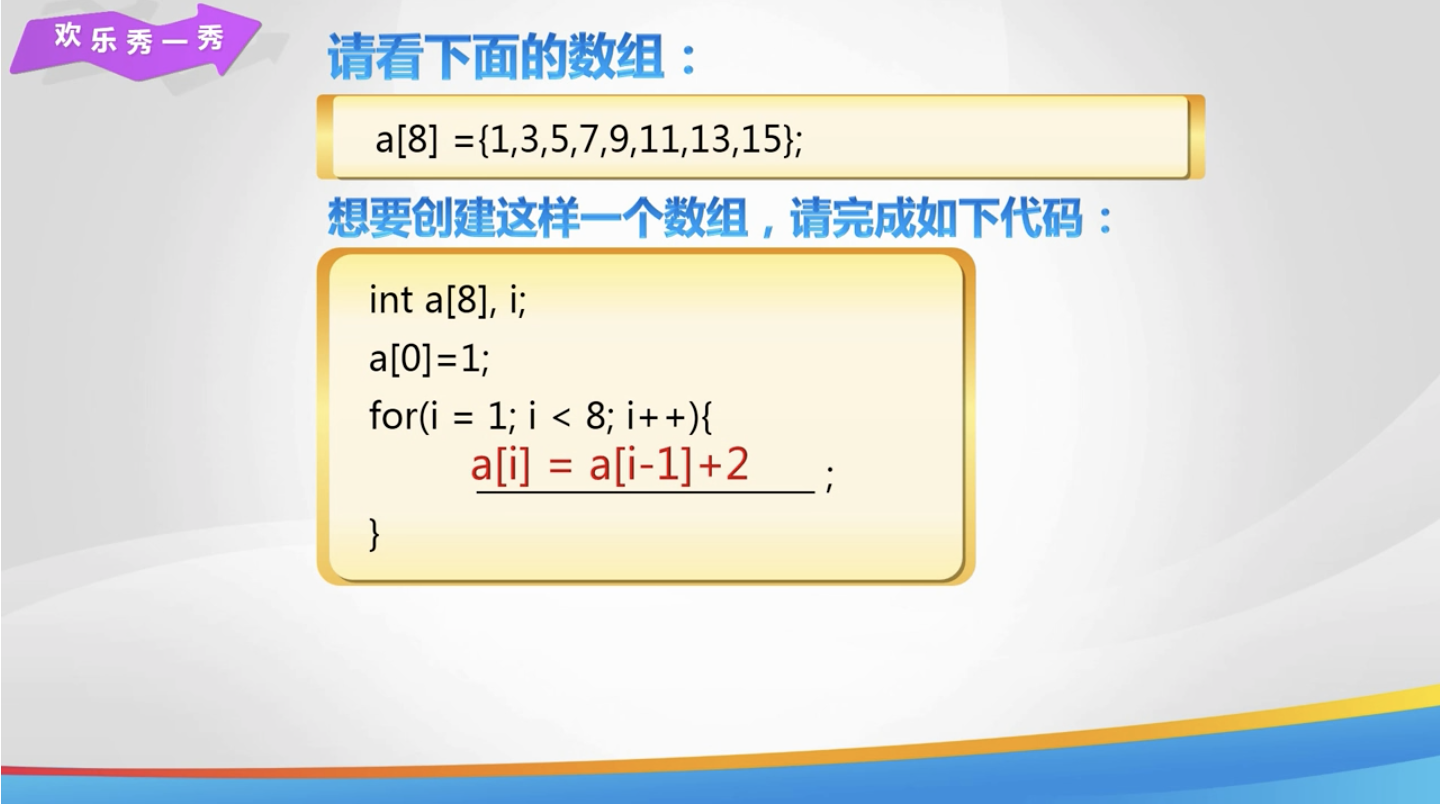 欢乐秀一秀
请看下面的数组：
a[8] ={1,3,5,7,9,11,13,15};
想要创建这样一个数组，请完成如下代码：
int a[8], i;
a[0]=1;
for(i = 1; i < 8; i++){
a[i] = a[i-1]+2 ;
}